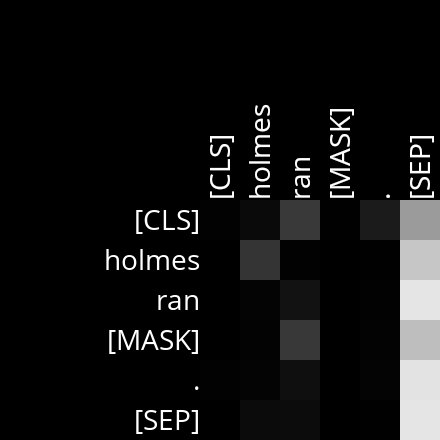 [CLS] holmes ran [MASK] . [SEP]
[CLS]
holmes
ran
[MASK]
.
[SEP]